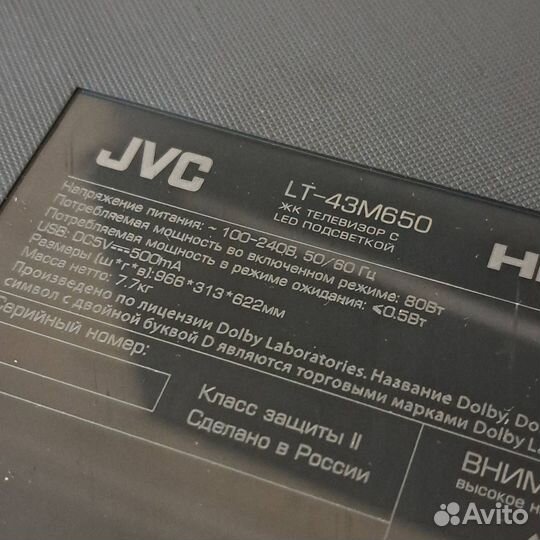 JVC
LT-43M650
ЖК ТЕЛЕВИЗОР С
LED ПОДСВЕТКОЙ
Напряжение питания: ~ 100-240В, 50/60 Гц
Потребляемая мощность во включенном режиме: 80Вт
Потребляемая мощность в режиме ожидания: ⩽0.5Вт
USB: DC5V⎓500mA
Размеры (ш*г*в): 966*313*622мм
Масса нетто: 7.7кг
Произведено по лицензии Dolby Laboratories. Название Dolby,
символ с двойной буквой D являются торговыми марками Dolby
Серийный номер:
Класс защиты II
Сделано в России
высокое
Avito